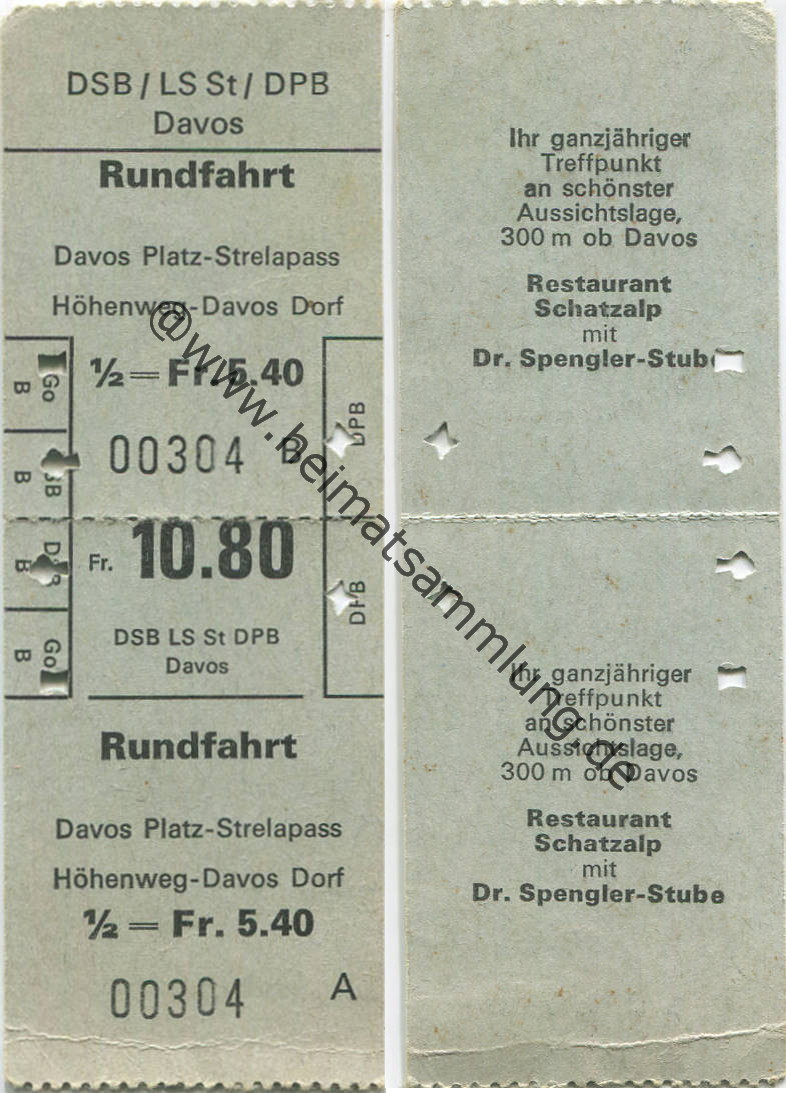 DSB / LS St / DPB
Davos
Rundfahrt
Davos Platz-Strelapass
Höhenweg-Davos Dorf
½ = Fr. 5.40
00304 B
Go
B
B
B
B
Go
B
DPB
DPB
Fr. 10.80
DSB LS St DPB
Davos
Rundfahrt
Davos Platz-Strelapass
Höhenweg-Davos Dorf
½ = Fr. 5.40
00304 A
Ihr ganzjähriger
Treffpunkt
an schönster
Aussichtslage,
300 m ob Davos
Restaurant
Schatzalp
mit
Dr. Spengler-Stube
Ihr ganzjähriger
Treffpunkt
an schönster
Aussichtslage,
300 m ob Davos
Restaurant
Schatzalp
mit
Dr. Spengler-Stube
@www.heimatsammlung.de